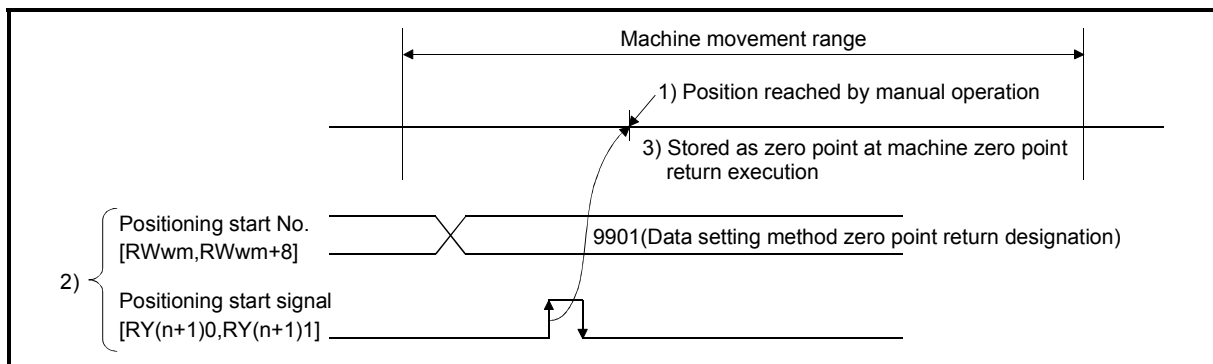 Machine movement range
1) Position reached by manual operation
3) Stored as zero point at machine zero point
return execution
Positioning start No.
[RWwm,RWwm+8]
9901(Data setting method zero point return designation)
2)
Positioning start signal
[RY(n+1)0,RY(n+1)1]